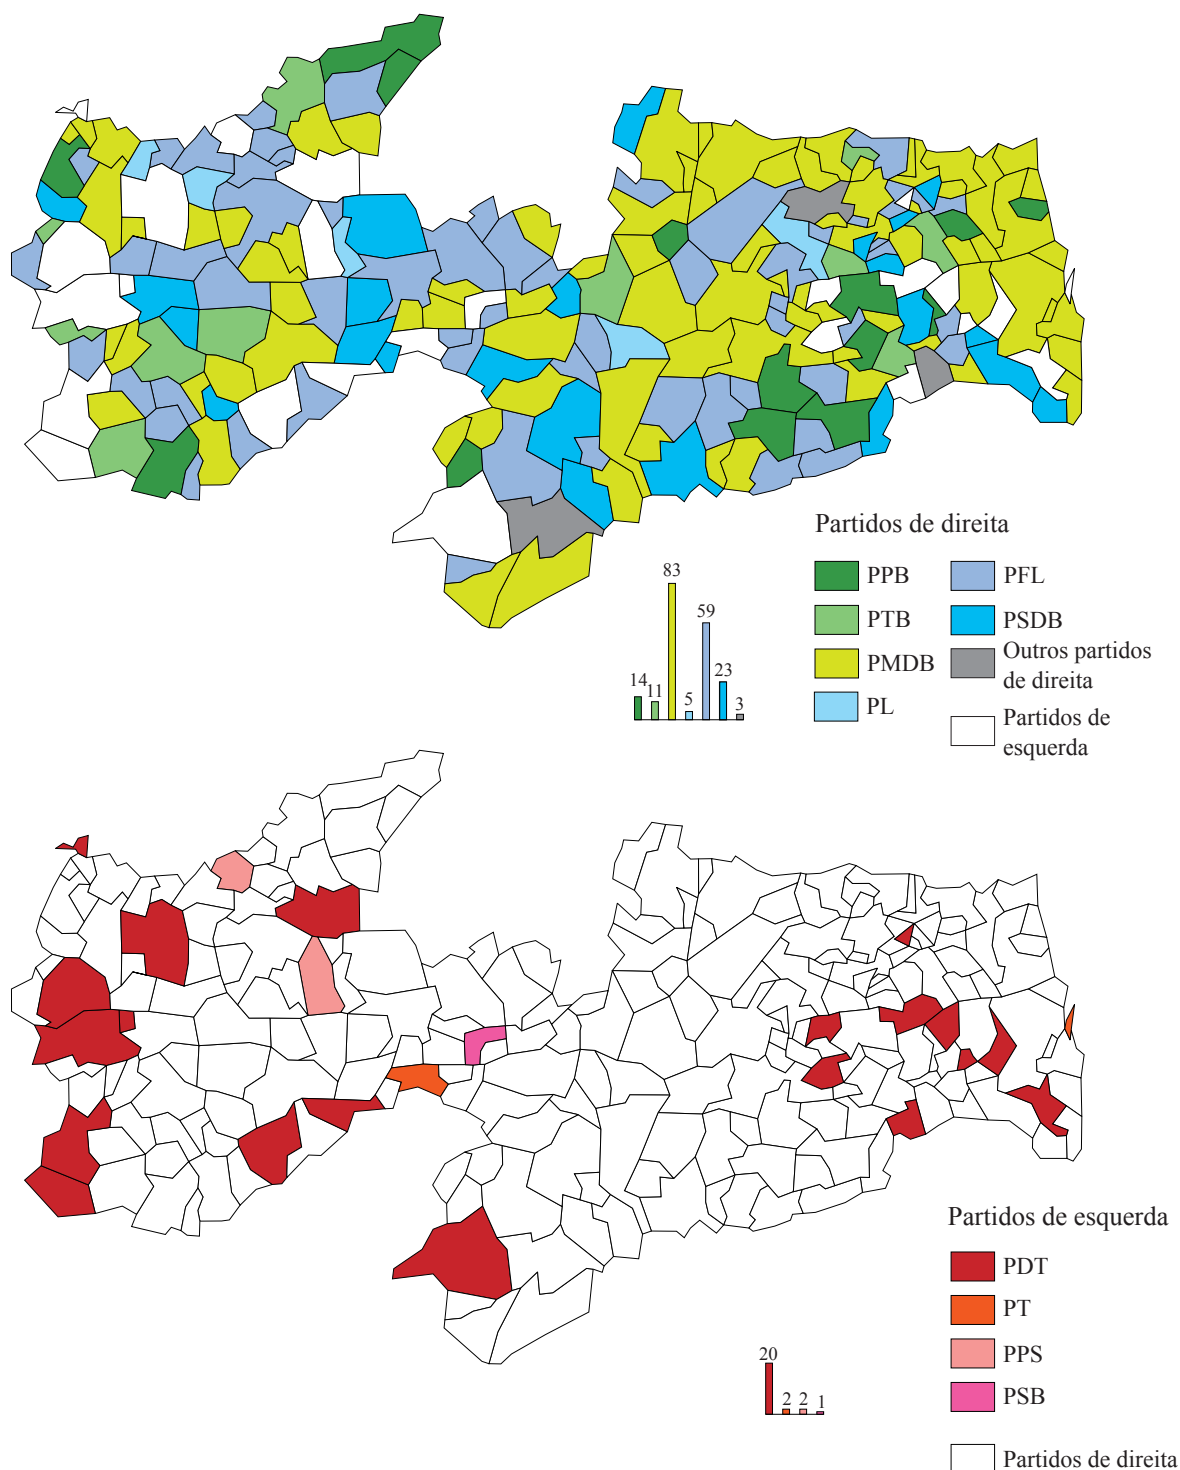 Partidos de direita
PPB
PFL
PTB
PSDB
PMDB
Outros partidos
de direita
PL
Partidos de
esquerda
14
11
83
5
59
23
3
Partidos de esquerda
PDT
PT
PPS
PSB
Partidos de direita
20
2
2
1